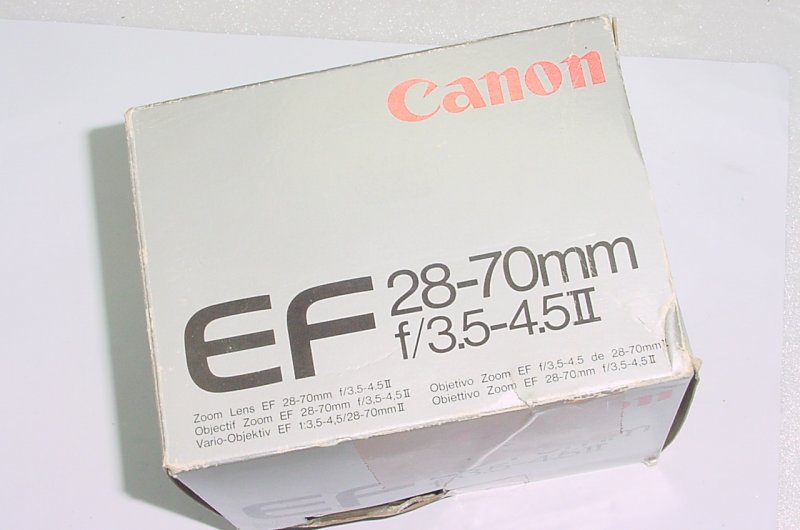 Canon
EF 28-70mm
f/3.5-4.5II
Zoom Lens EF 28-70mm f/3.5-4.5II
Objectif Zoom EF 28-70mm f/3,5-4,5II
Vario-Objektiv EF 1:3,5-4,5/28-70mmII
Objetivo Zoom EF f/3,5-4.5 de 28-70mm
Obiettivo Zoom EF 28-70mm f/3,5-4,5II
EF